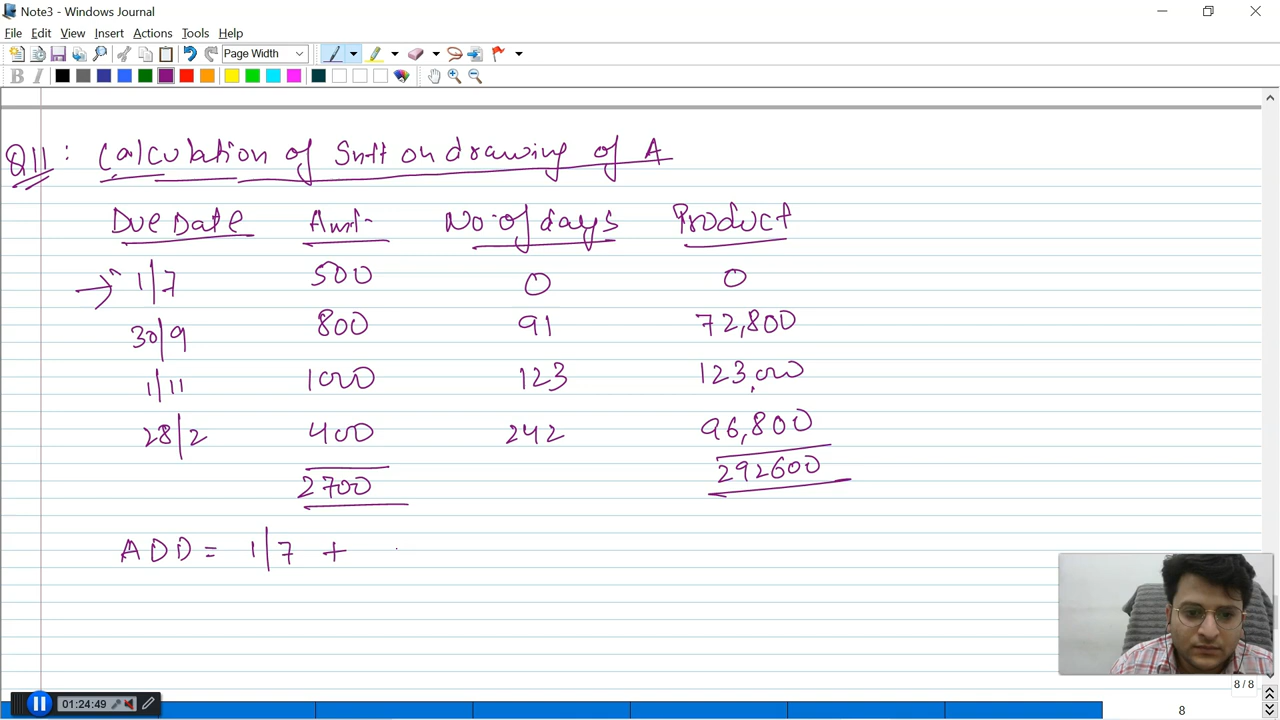 Note3 - Windows Journal
File Edit View Insert Actions Tools Help
Page Width
B I
Q11 : Calculation of Intt on drawing of A
Due Date Amt. No. of days Product
→ 1/7 500 0 0
30/9 800 91 72,800
1/11 1000 123 123,000
28/2 400 242 96,800
2700 292600
ADD = 1/7 +
8 / 8
01:24:49
8